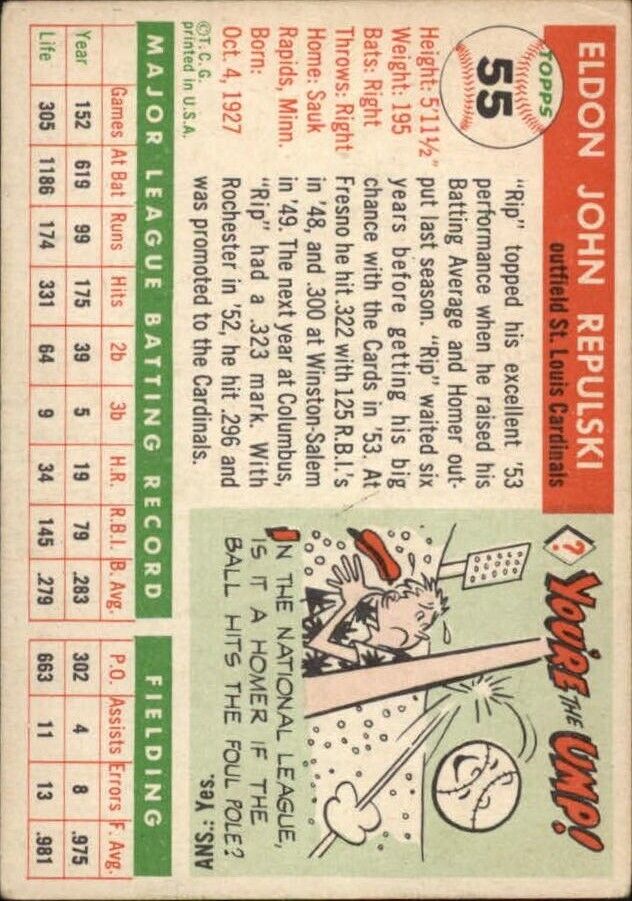 TOPPS
55
ELDON JOHN REPULSKI
outfield St. Louis Cardinals
Height: 5'11½"
Weight: 195
Bats: Right
Throws: Right
Home: Sauk
Rapids, Minn.
Born:
Oct. 4, 1927
©T.C.G.
printed in U.S.A.
"Rip" topped his excellent '53
performance when he raised his
Batting Average and Homer out-
put last season. "Rip" waited six
years before getting his big
chance with the Cards in '53. At
Fresno he hit .322 with 125 R.B.I.'s
in '48, and .300 at Winston-Salem
in '49. The next year at Columbus,
"Rip" had a .323 mark. With
Rochester in '52, he hit .296 and
was promoted to the Cardinals.
?
YOU'RE THE UMP!
IN THE NATIONAL LEAGUE,
IS IT A HOMER IF THE
BALL HITS THE FOUL POLE?
ANS Y:: Yes.
MAJOR LEAGUE BATTING RECORD
FIELDING
Games At Bat Runs Hits 2b 3b H.R. R.B.I. B. Avg. P.O. Assists Errors F. Avg.
Year 152 619 99 175 39 5 19 79 .283 302 4 8 .975
Life 305 1186 174 331 64 9 34 145 .279 663 11 13 .981